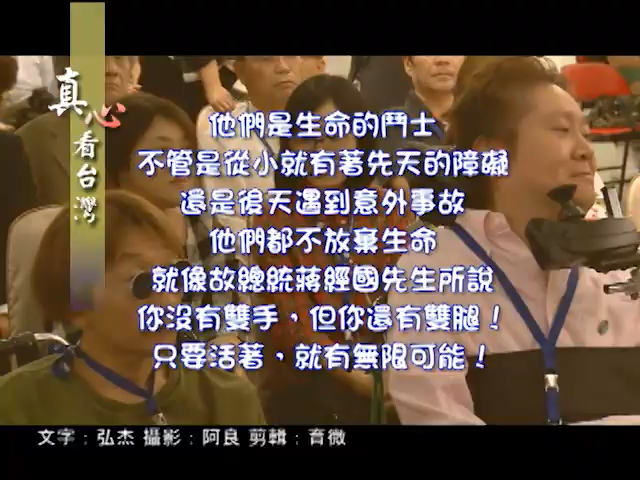 真心看台灣
他們是生命的鬥士
不管是從小就有著先天的障礙
還是後天遇到意外事故
他們都不放棄生命
就像故總統蔣經國先生所說
你沒有雙手，但你還有雙腿！
只要活著，就有無限可能！
文字：弘杰 攝影：阿良 剪輯：育微